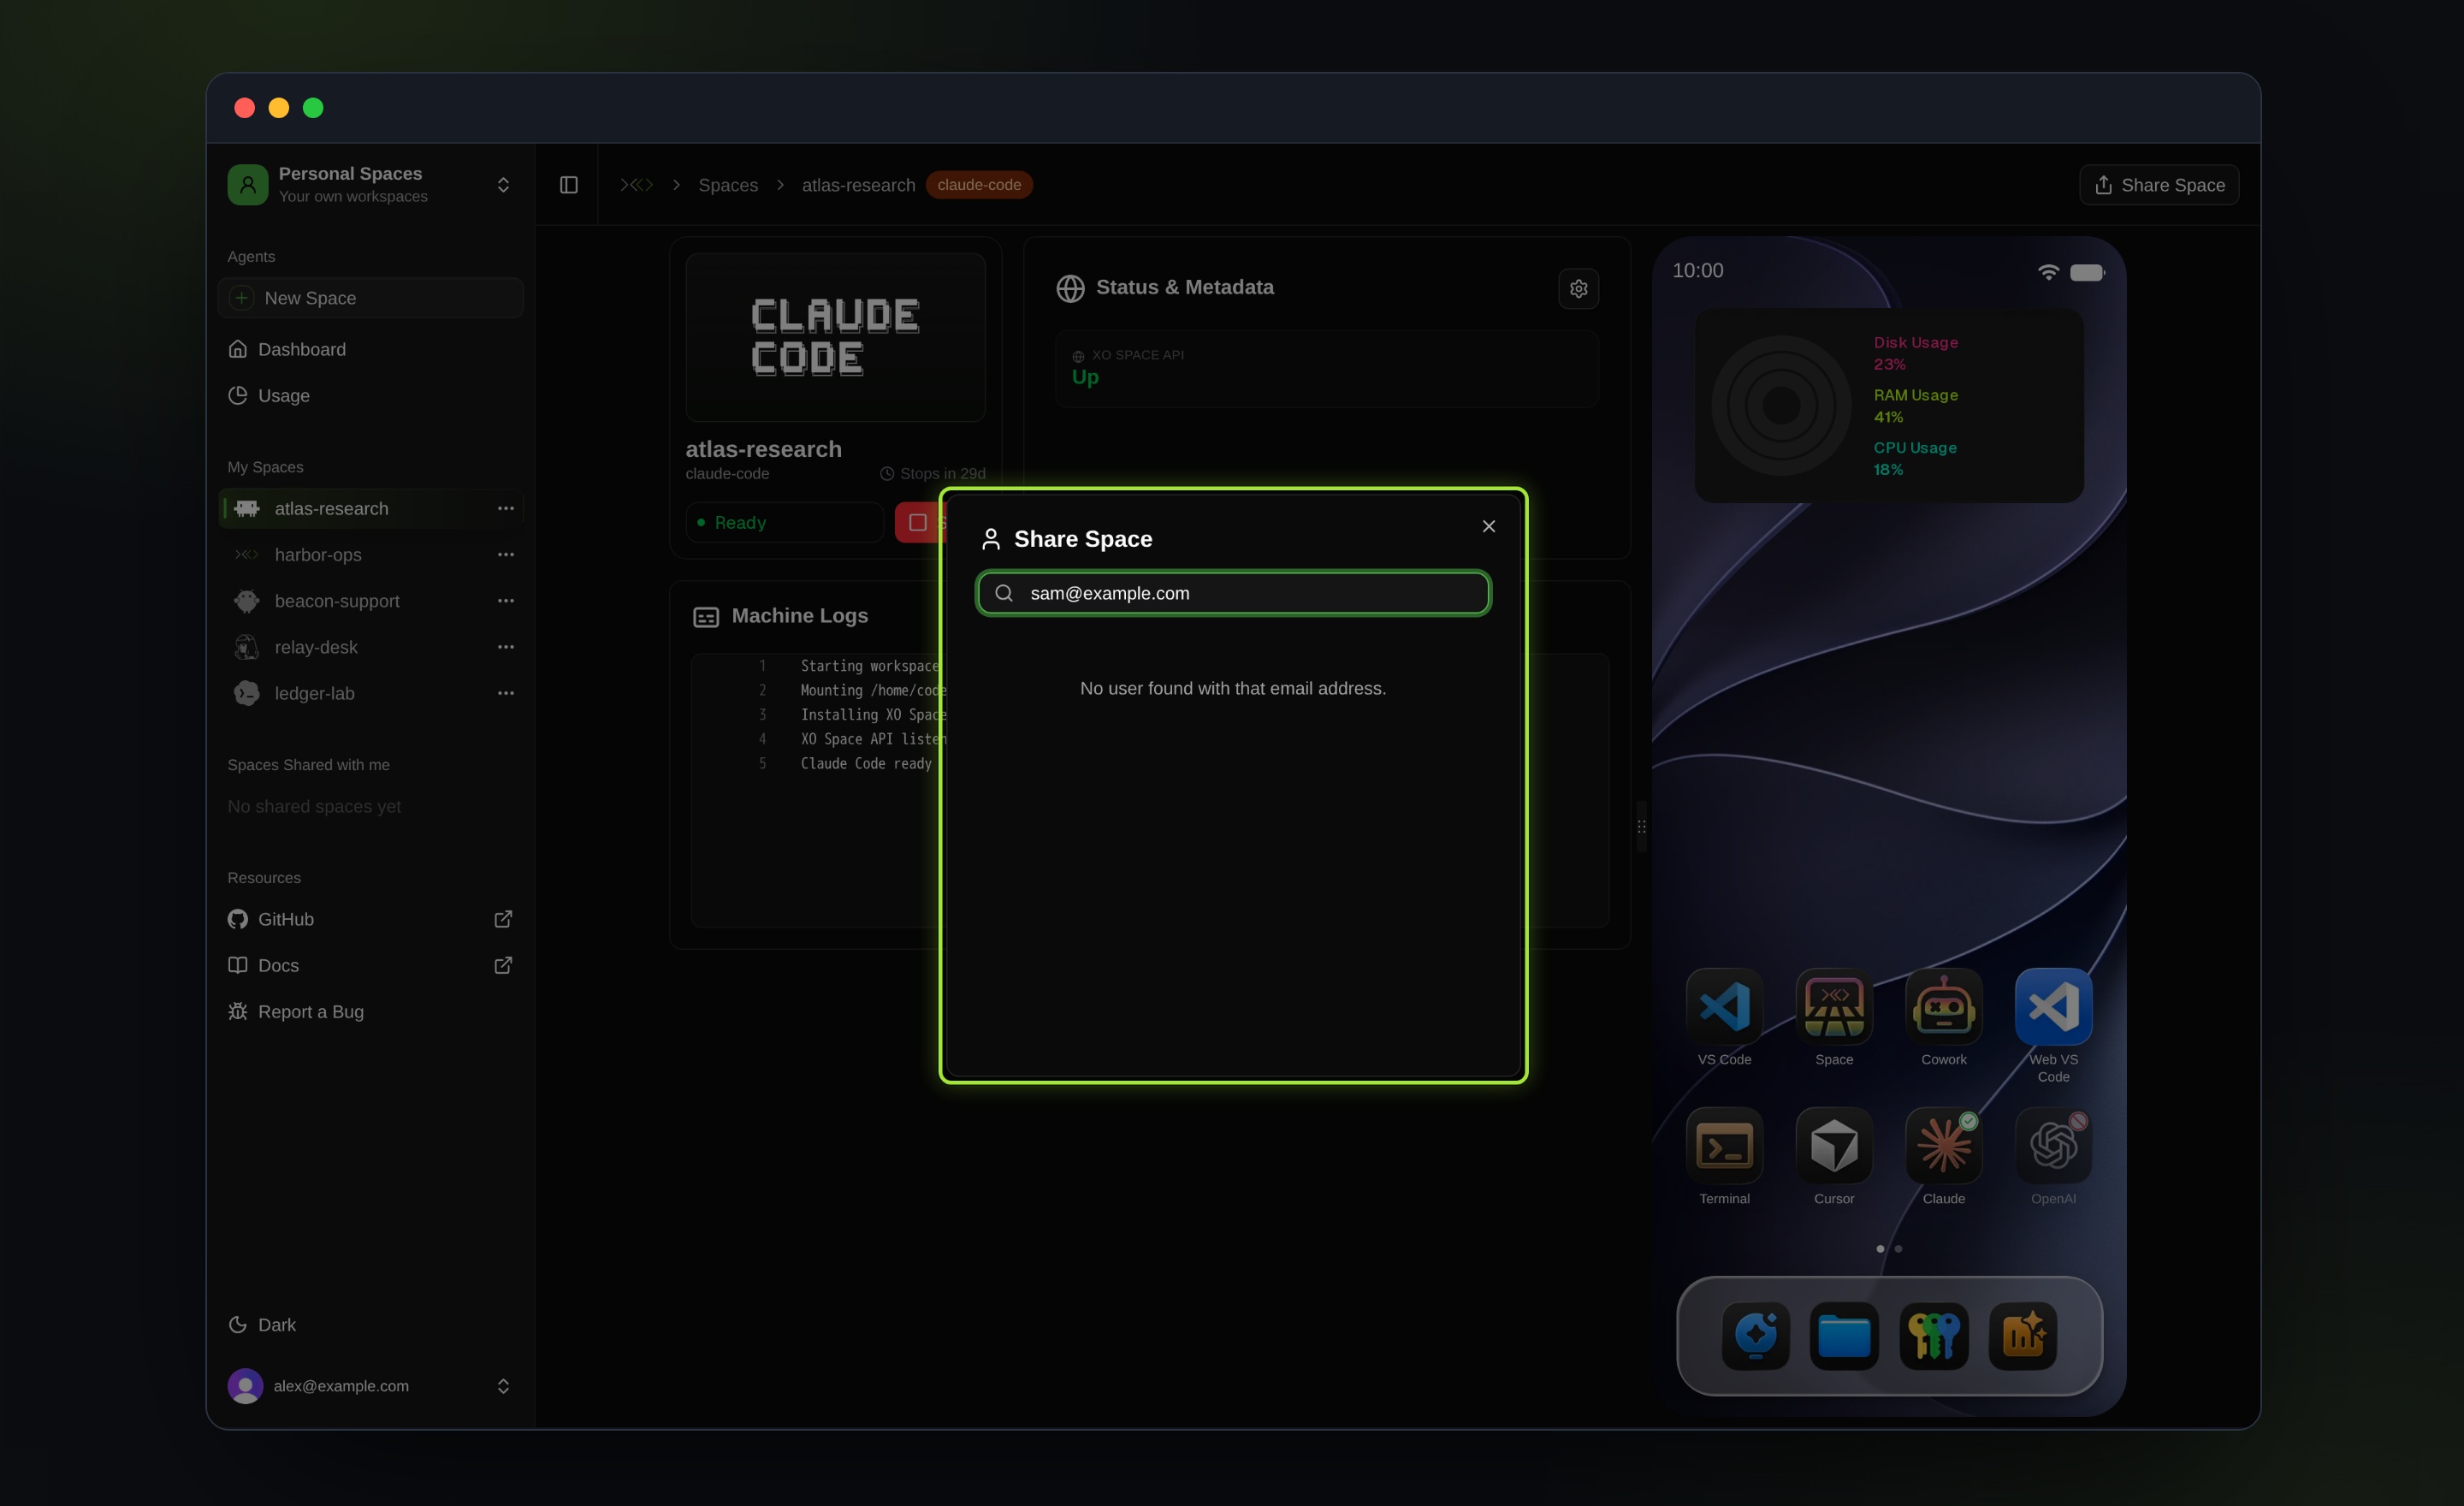 Personal Spaces
Your own workspaces
Agents
New Space
Dashboard
Usage
My Spaces
atlas-research
harbor-ops
beacon-support
relay-desk
ledger-lab
Spaces Shared with me
No shared spaces yet
Resources
GitHub
Docs
Report a Bug
Dark
alex@example.com
Spaces
atlas-research
claude-code
Share Space
CLAUDE
CODE
atlas-research
claude-code
Stops in 29d
Ready
Status & Metadata
XO SPACE API
Up
Machine Logs
1 Starting workspace
2 Mounting /home/code
3 Installing XO Space
4 XO Space API listen
5 Claude Code ready
Share Space
sam@example.com
No user found with that email address.
10:00
Disk Usage
23%
RAM Usage
41%
CPU Usage
18%
VS Code
Space
Cowork
Web VS
Code
Terminal
Cursor
Claude
OpenAI